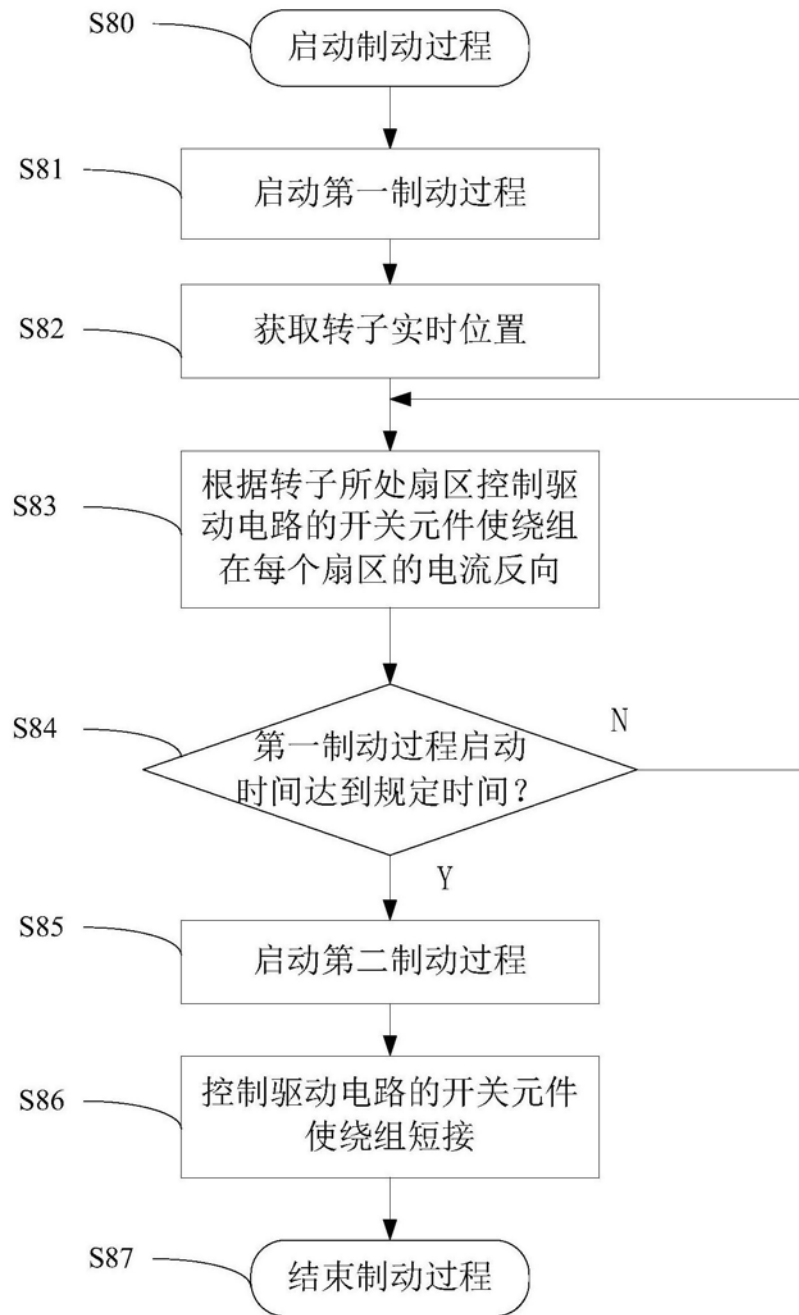 S80
启动制动过程
S81
启动第一制动过程
S82
获取转子实时位置
S83
根据转子所处扇区控制驱
动电路的开关元件使绕组
在每个扇区的电流反向
S84
第一制动过程启动
时间达到规定时间？
N
Y
S85
启动第二制动过程
S86
控制驱动电路的开关元件
使绕组短接
S87
结束制动过程